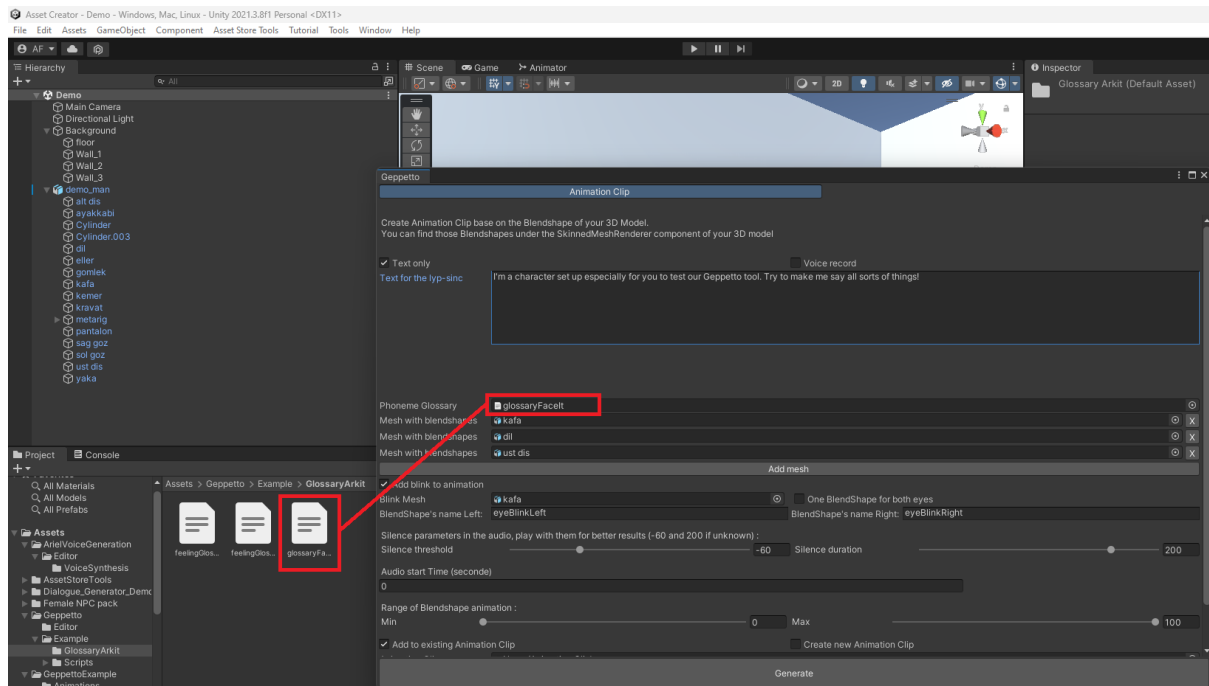 Asset Creator - Demo - Windows, Mac, Linux - Unity 2021.3.8f1 Personal <DX11>
File Edit Assets GameObject Component Asset Store Tools Tutorial Tools Window Help
AF
Hierarchy
All
Demo
Main Camera
Directional Light
Background
floor
Wall_1
Wall_2
Wall_3
demo_man
alt dis
ayakkabi
Cylinder
Cylinder.003
dil
eller
gomlek
kafa
kemer
kravat
metarig
pantalon
sag goz
sol goz
ust dis
yaka
Scene Game Animator
2D
Inspector
Glossary Arkit (Default Asset)
Geppetto
Animation Clip
Create Animation Clip base on the Blendshape of your 3D Model.
You can find those Blendshapes under the SkinnedMeshRenderer component of your 3D model
Text only Voice record
Text for the lyp-sinc I'm a character set up especially for you to test our Geppetto tool. Try to make me say all sorts of things!
Phoneme Glossary glossaryFaceIt
Mesh with blendshapes kafa X
Mesh with blendshapes dil X
Mesh with blendshapes ust dis X
Add mesh
Add blink to animation
Blink Mesh kafa One BlendShape for both eyes
BlendShape's name Left: eyeBlinkLeft BlendShape's name Right: eyeBlinkRight
Silence parameters in the audio, play with them for better results (-60 and 200 if unknown) :
Silence threshold -60 Silence duration 200
Audio start Time (seconde)
0
Range of Blendshape animation :
Min 0 Max 100
Add to existing Animation Clip Create new Animation Clip
Generate
Project Console
All Materials
All Models
All Prefabs
Assets
ArielVoiceGeneration
Editor
VoiceSynthesis
AssetStoreTools
Dialogue_Generator_Demo
Female NPC pack
Geppetto
Editor
Example
GlossaryArkit
Scripts
GeppettoExample
Animations
Assets > Geppetto > Example > GlossaryArkit
feelingGlos... feelingGlos... glossaryFa...